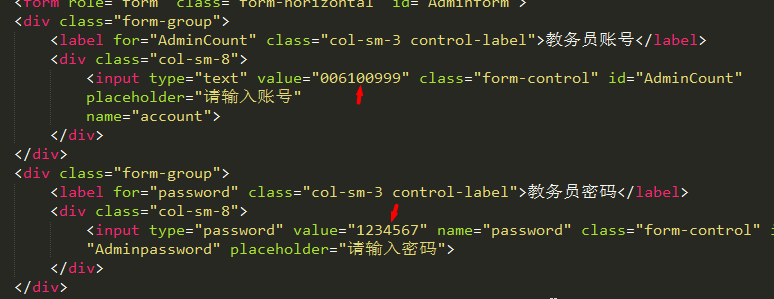 <form role="form" class="form-horizontal" id="Adminform">
<div class="form-group">
<label for="AdminCount" class="col-sm-3 control-label">教务员账号</label>
<div class="col-sm-8">
<input type="text" value="006100999" class="form-control" id="AdminCount"
placeholder="请输入账号"
name="account">
</div>
</div>
<div class="form-group">
<label for="password" class="col-sm-3 control-label">教务员密码</label>
<div class="col-sm-8">
<input type="password" value="1234567" name="password" class="form-control" i
"Adminpassword" placeholder="请输入密码">
</div>
</div>